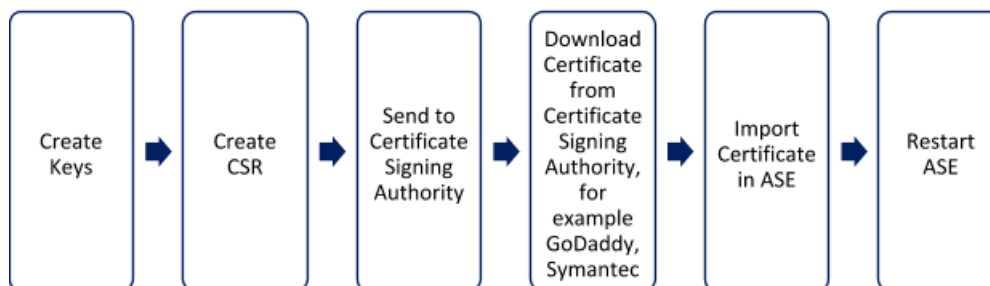 Create
Keys
Create
CSR
Send to
Certificate
Signing
Authority
Download
Certificate
from
Certificate
Signing
Authority,
for
example
GoDaddy,
Symantec
Import
Certificate
in ASE
Restart
ASE